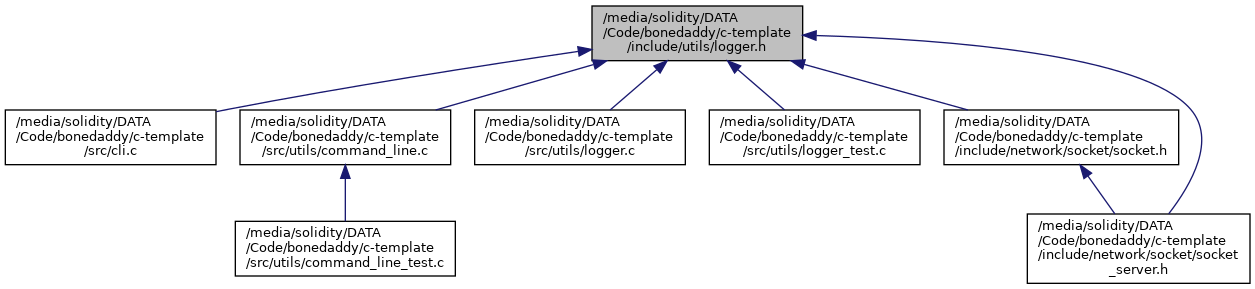 /media/solidity/DATA
/Code/bonedaddy/c-template
/include/utils/logger.h
/media/solidity/DATA
/Code/bonedaddy/c-template
/src/cli.c
/media/solidity/DATA
/Code/bonedaddy/c-template
/src/utils/command_line.c
/media/solidity/DATA
/Code/bonedaddy/c-template
/src/utils/logger.c
/media/solidity/DATA
/Code/bonedaddy/c-template
/src/utils/logger_test.c
/media/solidity/DATA
/Code/bonedaddy/c-template
/include/network/socket/socket.h
/media/solidity/DATA
/Code/bonedaddy/c-template
/src/utils/command_line_test.c
/media/solidity/DATA
/Code/bonedaddy/c-template
/include/network/socket/socket
_server.h